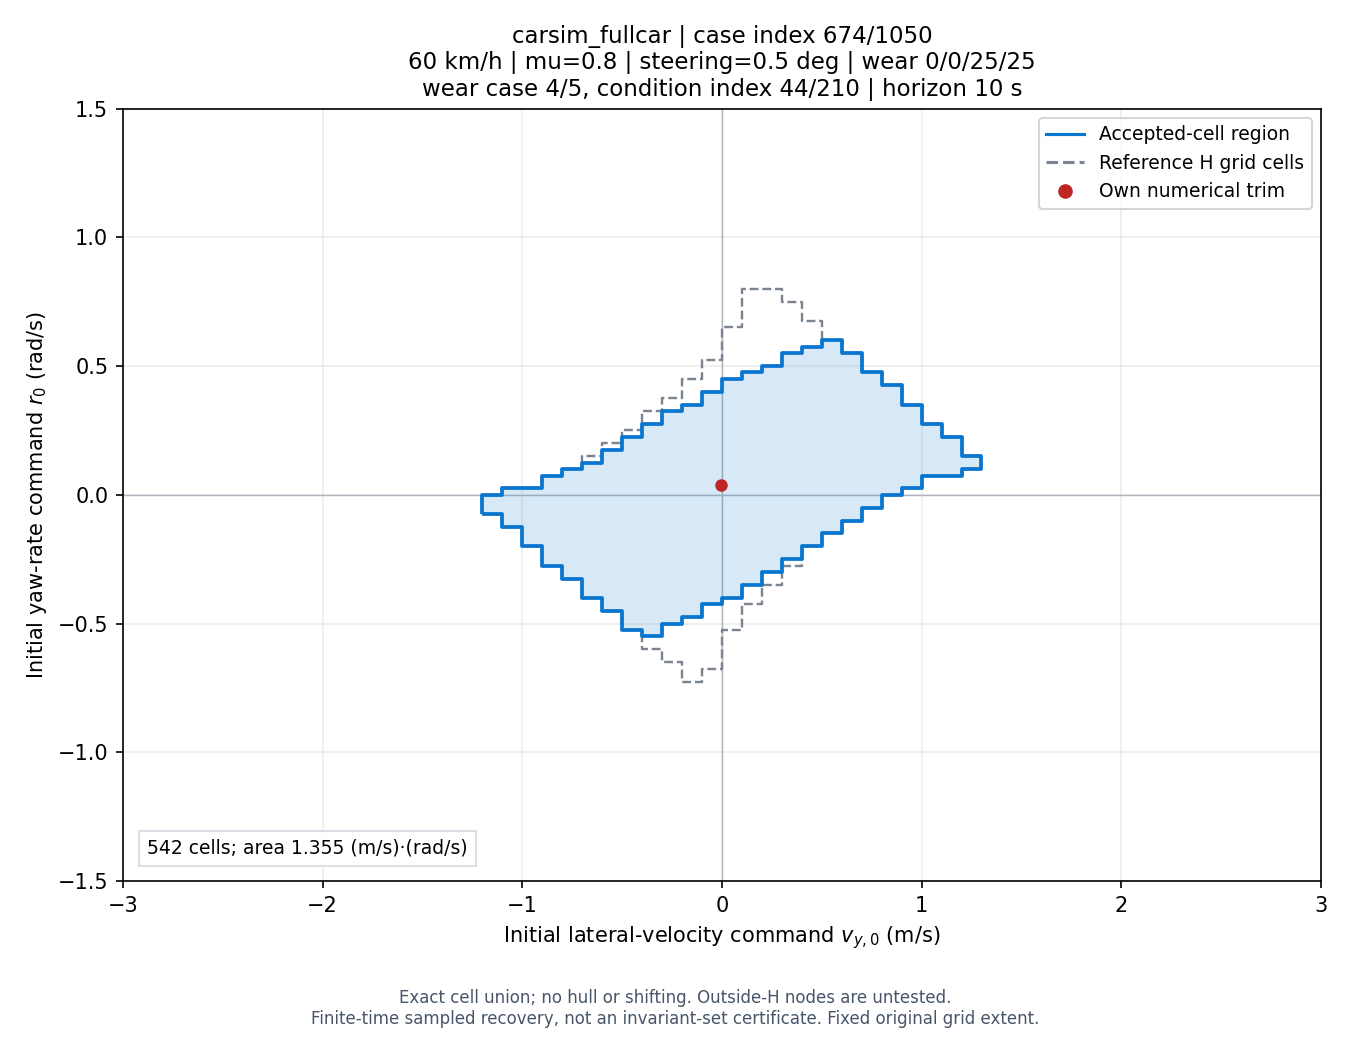 carsim_fullcar | case index 674/1050
60 km/h | mu=0.8 | steering=0.5 deg | wear 0/0/25/25
wear case 4/5, condition index 44/210 | horizon 10 s
Accepted-cell region
Reference H grid cells
Own numerical trim
1.5
1.0
0.5
0.0
−0.5
−1.0
−1.5
Initial yaw-rate command r₀ (rad/s)
542 cells; area 1.355 (m/s)·(rad/s)
−3 −2 −1 0 1 2 3
Initial lateral-velocity command v_{y,0} (m/s)
Exact cell union; no hull or shifting. Outside-H nodes are untested.
Finite-time sampled recovery, not an invariant-set certificate. Fixed original grid extent.